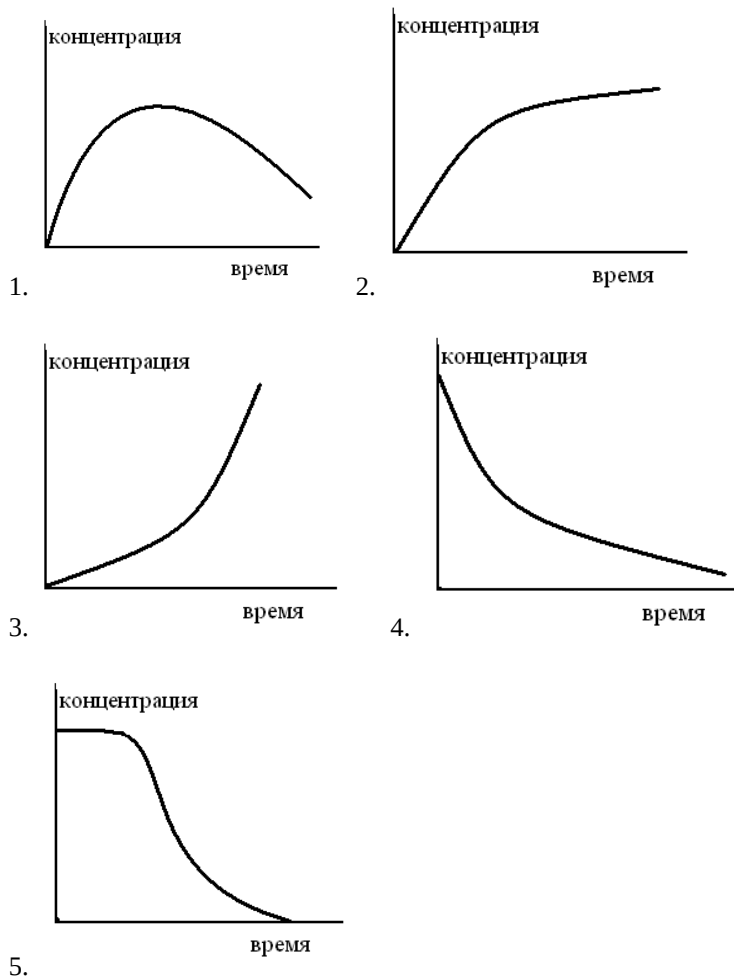 концентрация
концентрация
время
время
1.
2.
концентрация
концентрация
время
время
3.
4.
концентрация
время
5.